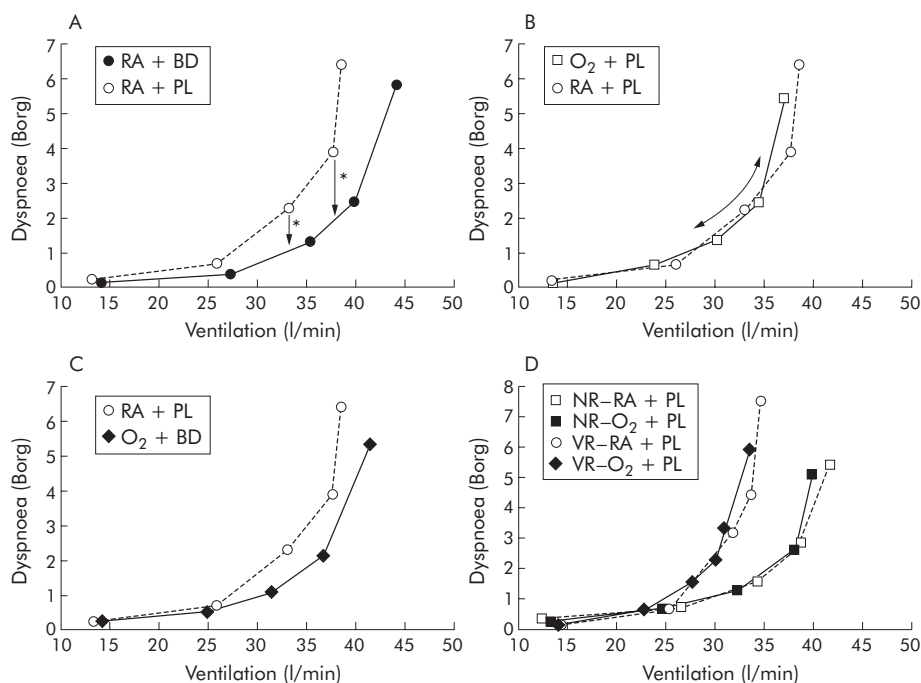 A
7
6
5
4
3
2
1
0
Dyspnoea (Borg)
RA + BD
RA + PL
*
*
10 15 20 25 30 35 40 45 50
Ventilation (l/min)
B
7
6
5
4
3
2
1
0
Dyspnoea (Borg)
O₂ + PL
RA + PL
10 15 20 25 30 35 40 45 50
Ventilation (l/min)
C
7
6
5
4
3
2
1
0
Dyspnoea (Borg)
RA + PL
O₂ + BD
10 15 20 25 30 35 40 45 50
Ventilation (l/min)
D
8
7
6
5
4
3
2
1
0
Dyspnoea (Borg)
NR–RA + PL
NR–O₂ + PL
VR–RA + PL
VR–O₂ + PL
10 15 20 25 30 35 40 45 50
Ventilation (l/min)